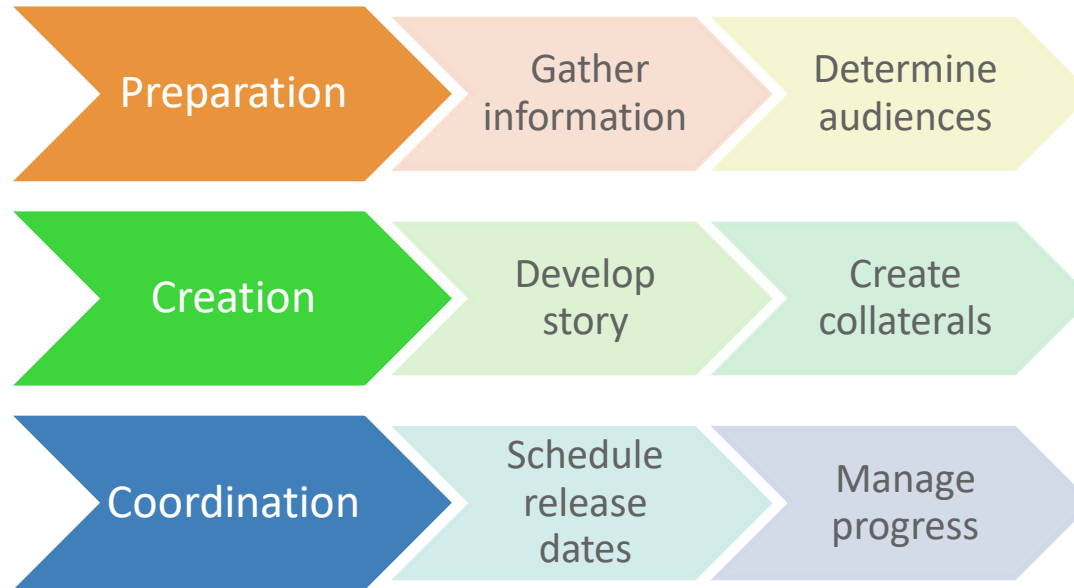 Preparation
Gather
information
Determine
audiences
Creation
Develop
story
Create
collaterals
Coordination
Schedule
release
dates
Manage
progress